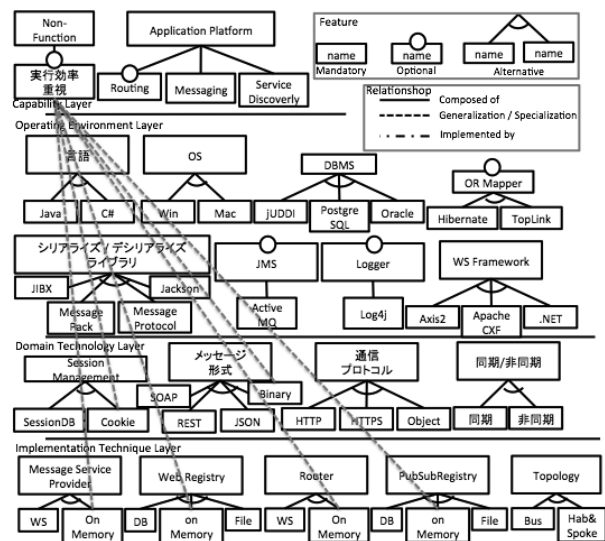 Non-
Function
Application Platform
実行効率
重視
Routing
Messaging
Service
Discoverly
Feature
name
Mandatory
name
Optional
name
name
Alternative
Relationshop
Composed of
Generalization / Specialization
Implemented by
Capability Layer
Operating Environment Layer
言語
Java
C#
OS
Win
Mac
DBMS
jUDDI
Postgre
SQL
Oracle
OR Mapper
Hibernate
TopLink
シリアライズ / デシリアライズ
ライブラリ
JIBX
Jackson
Message
Pack
Message
Protocol
JMS
Active
MQ
Logger
Log4j
WS Framework
Axis2
Apache
CXF
.NET
Domain Technology Layer
Session
Management
SessionDB
Cookie
メッセージ
形式
SOAP
REST
JSON
Binary
通信
プロトコル
HTTP
HTTPS
Object
同期/非同期
同期
非同期
Implementation Technique Layer
Message Service
Provider
WS
On
Memory
Web Registry
DB
on
Memory
File
Router
WS
On
Memory
PubSubRegistry
DB
on
Memory
File
Topology
Bus
Hab&
Spoke